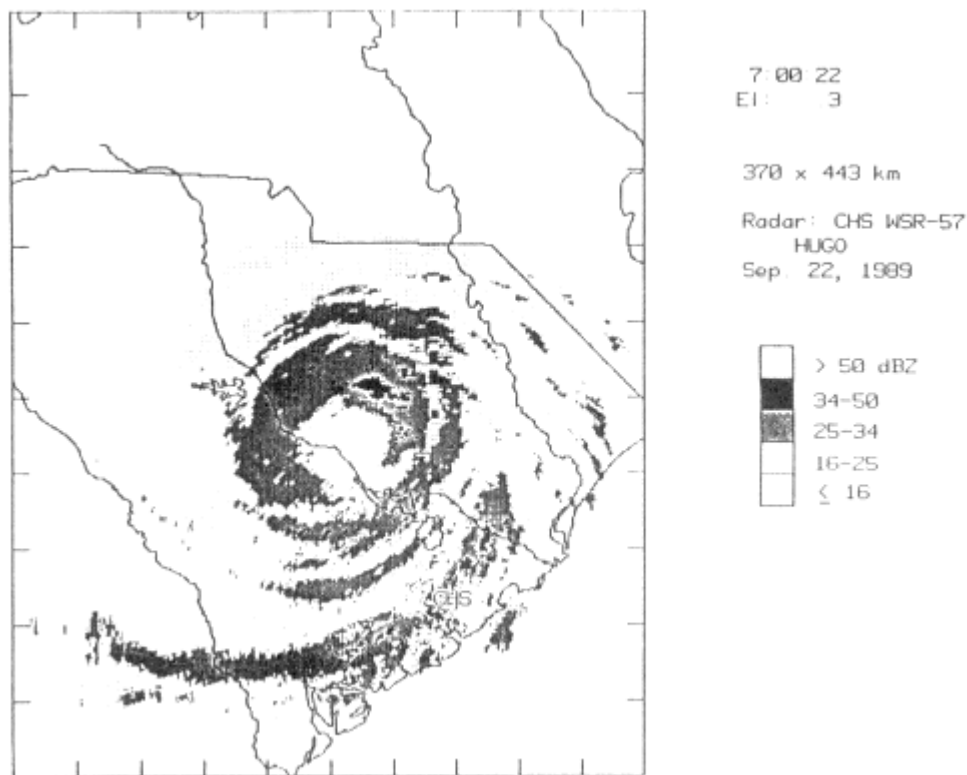 7:00:22
El: .3
370 x 443 km
Radar: CHS WSR-57
HUGO
Sep. 22, 1989
> 50 dBZ
34-50
25-34
16-25
≤ 16
CHS